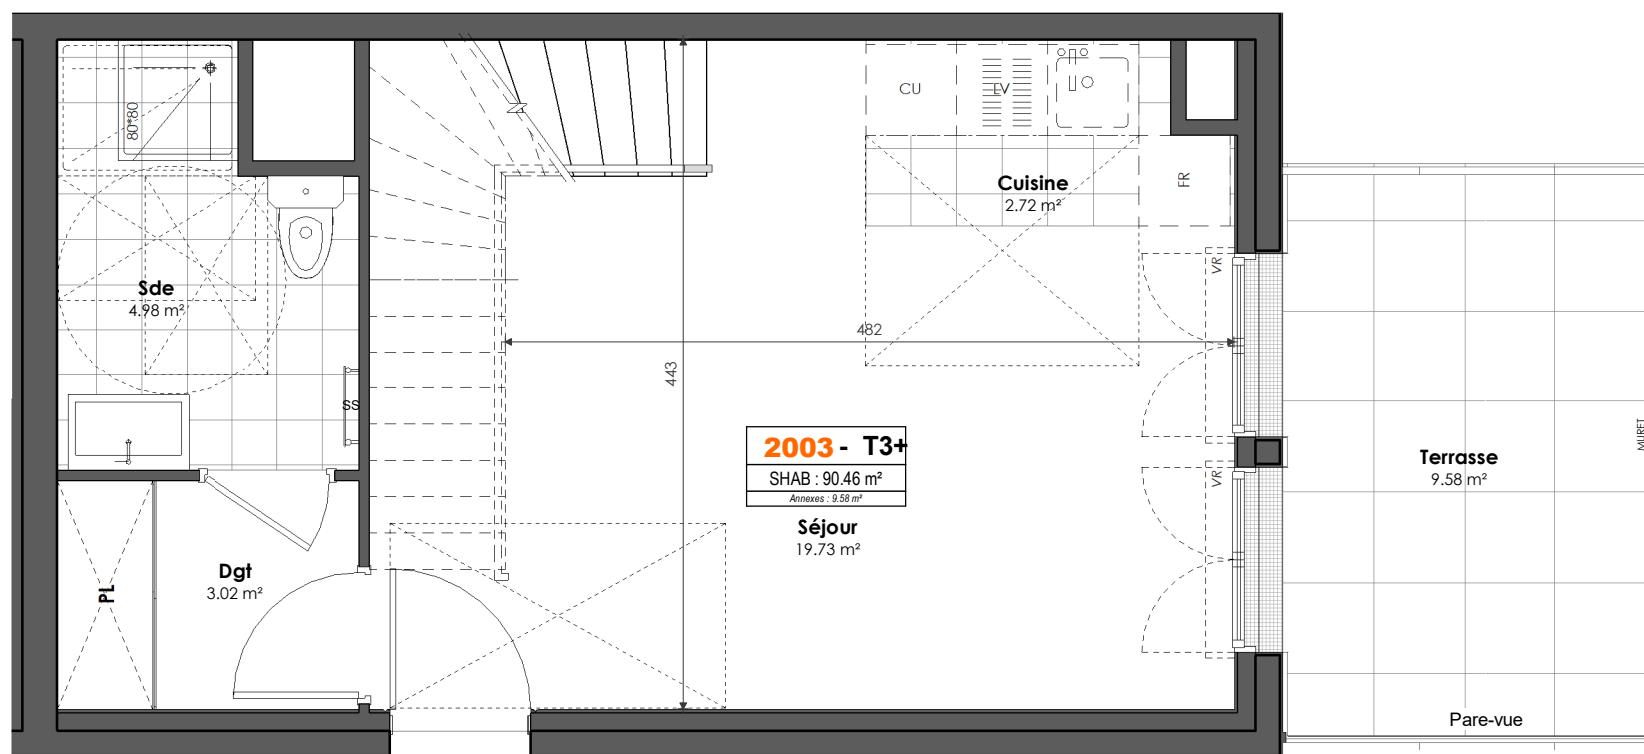 80*80
CU
LV
FR
Cuisine
2.72 m²
VR
Sde
4.98 m²
482
443
SS
2003 - T3+
SHAB : 90.46 m²
Annexes : 9.58 m²
VR
MURET
Terrasse
9.58 m²
Séjour
19.73 m²
Dgt
3.02 m²
PL
Pare-vue